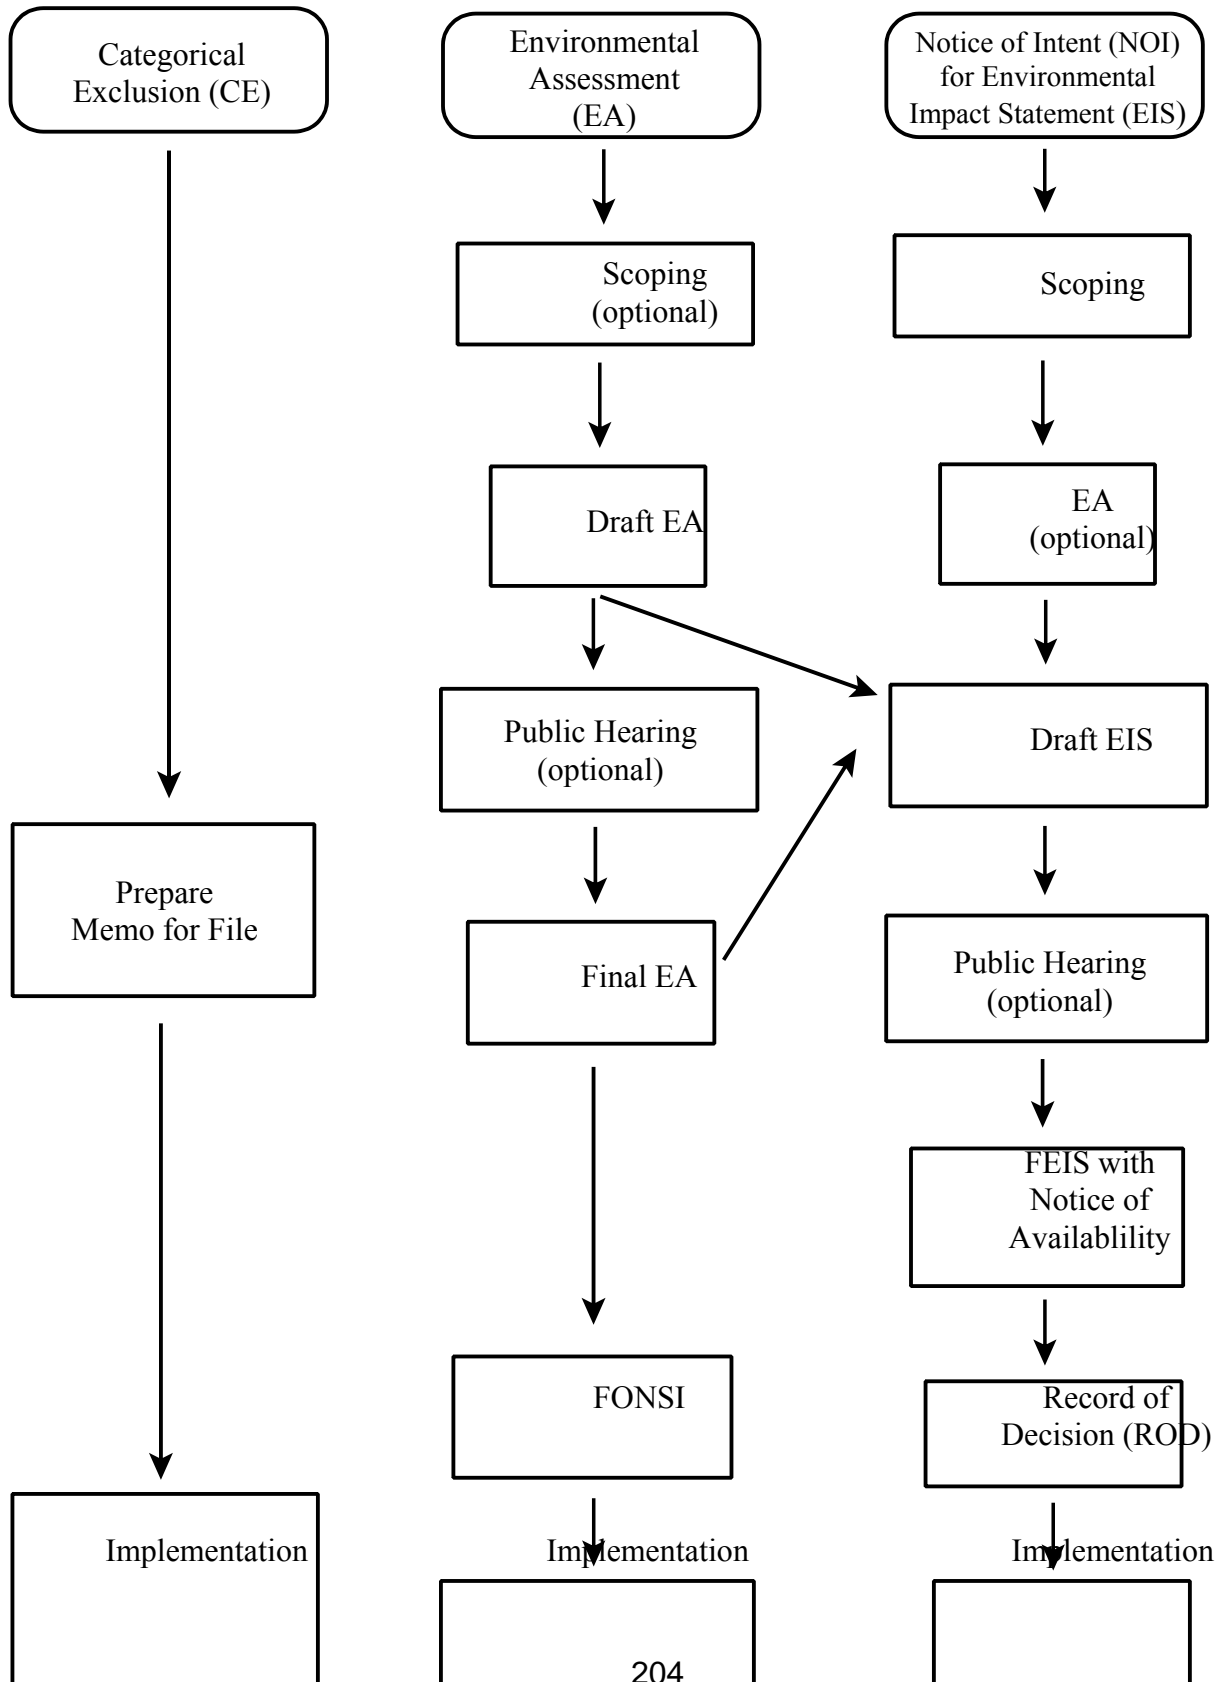 Categorical
Exclusion (CE)
Environmental
Assessment
(EA)
Notice of Intent (NOI)
for Environmental
Impact Statement (EIS)
Scoping
(optional)
Scoping
Draft EA
EA
(optional)
Public Hearing
(optional)
Draft EIS
Prepare
Memo for File
Final EA
Public Hearing
(optional)
FEIS with
Notice of
Availablility
FONSI
Record of
Decision (ROD)
Implementation
Implementation
Implementation
204